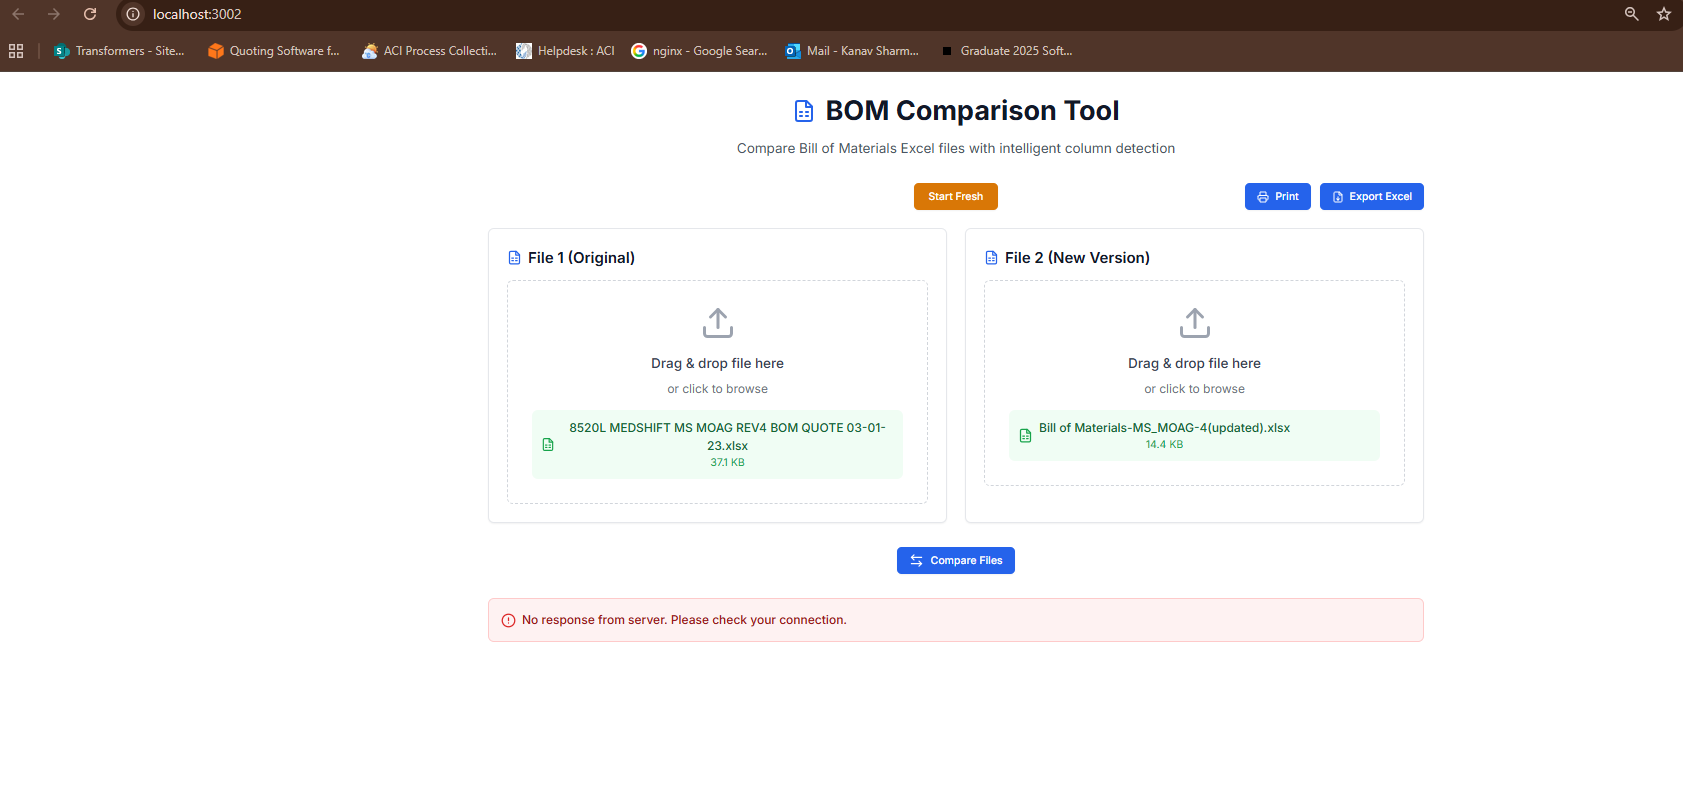 localhost:3002
Transformers - Site...
Quoting Software f...
ACI Process Collecti...
Helpdesk : ACI
nginx - Google Sear...
Mail - Kanav Sharm...
Graduate 2025 Soft...
BOM Comparison Tool
Compare Bill of Materials Excel files with intelligent column detection
Start Fresh
Print
Export Excel
File 1 (Original)
Drag & drop file here
or click to browse
8520L MEDSHIFT MS MOAG REV4 BOM QUOTE 03-01-
23.xlsx
37.1 KB
File 2 (New Version)
Drag & drop file here
or click to browse
Bill of Materials-MS_MOAG-4(updated).xlsx
14.4 KB
Compare Files
No response from server. Please check your connection.